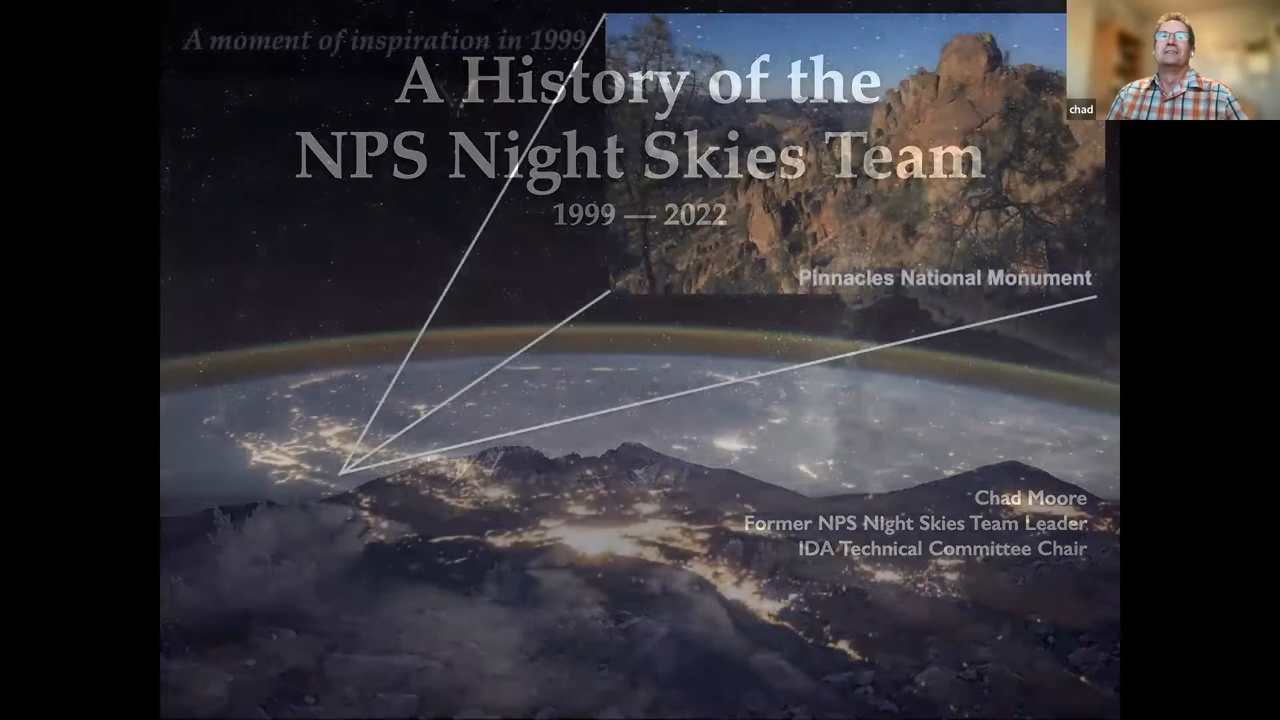 A moment of inspiration in 1999
A History of the
NPS Night Skies Team
1999 — 2022
chad
Pinnacles National Monument
Chad Moore
Former NPS Night Skies Team Leader
IDA Technical Committee Chair